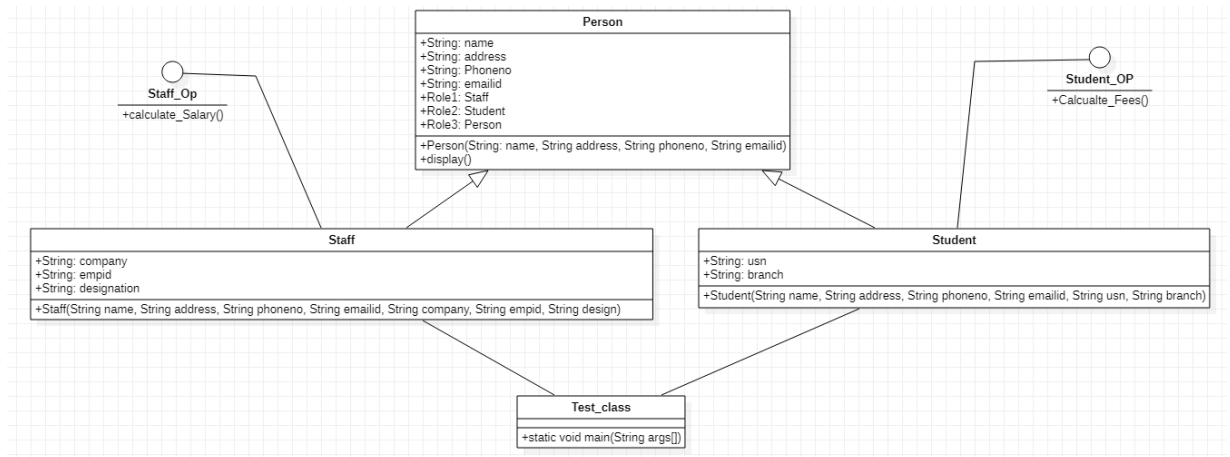 Person
+String: name
+String: address
+String: Phoneno
+String: emailid
+Role1: Staff
+Role2: Student
+Role3: Person
+Person(String: name, String address, String phoneno, String emailid)
+display()
Staff_Op
+calculate_Salary()
Student_OP
+Calcualte_Fees()
Staff
+String: company
+String: empid
+String: designation
+Staff(String name, String address, String phoneno, String emailid, String company, String empid, String design)
Student
+String: usn
+String: branch
+Student(String name, String address, String phoneno, String emailid, String usn, String branch)
Test_class
+static void main(String args[])